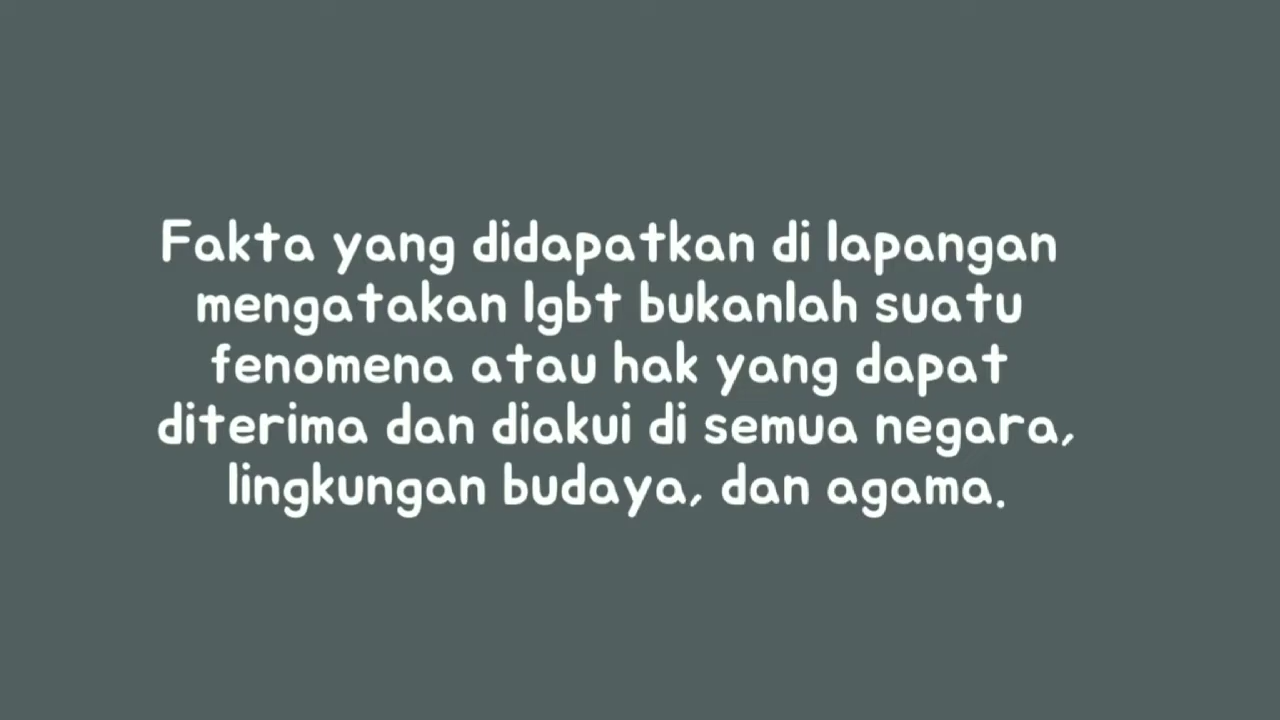 Fakta yang didapatkan di lapangan
mengatakan lgbt bukanlah suatu
fenomena atau hak yang dapat
diterima dan diakui di semua negara,
lingkungan budaya, dan agama.